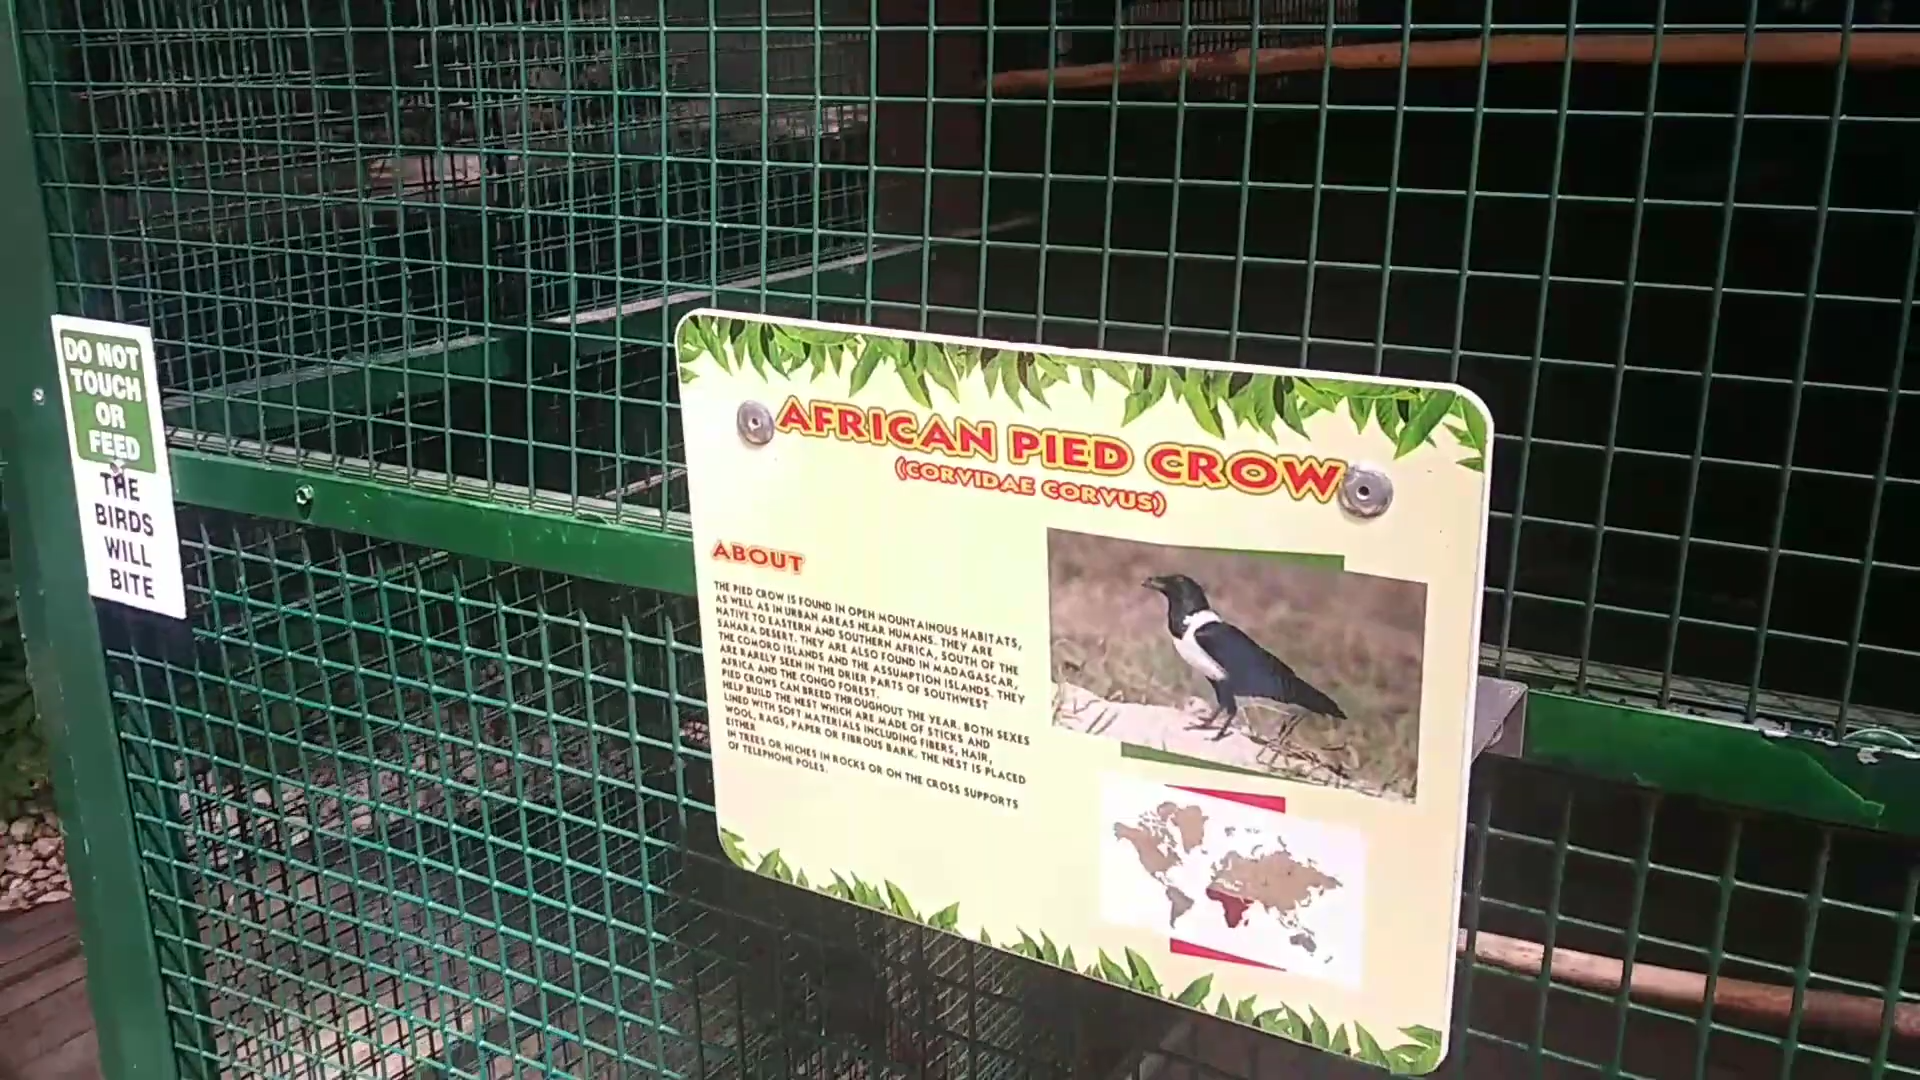 DO NOT
TOUCH
OR
FEED
THE
BIRDS
WILL
BITE
AFRICAN PIED CROW
(CORVIDAE CORVUS)
ABOUT
THE PIED CROW IS FOUND IN OPEN MOUNTAINOUS HABITATS,
AS WELL AS IN URBAN AREAS NEAR HUMANS. THEY ARE
NATIVE TO EASTERN AND SOUTHERN AFRICA, SOUTH OF THE
SAHARA DESERT. THEY ARE ALSO FOUND IN MADAGASCAR,
THE COMORO ISLANDS AND THE ASSUMPTION ISLANDS. THEY
ARE RARELY SEEN IN THE DRIER PARTS OF SOUTHWEST
AFRICA AND THE CONGO FOREST.
PIED CROWS CAN BREED THROUGHOUT THE YEAR. BOTH SEXES
HELP BUILD THE NEST WHICH ARE MADE OF STICKS AND
LINED WITH SOFT MATERIALS INCLUDING FIBERS, HAIR,
WOOL, RAGS, PAPER OR FIBROUS BARK. THE NEST IS PLACED
EITHER
IN TREES OR NICHES IN ROCKS OR ON THE CROSS SUPPORTS
OF TELEPHONE POLES.